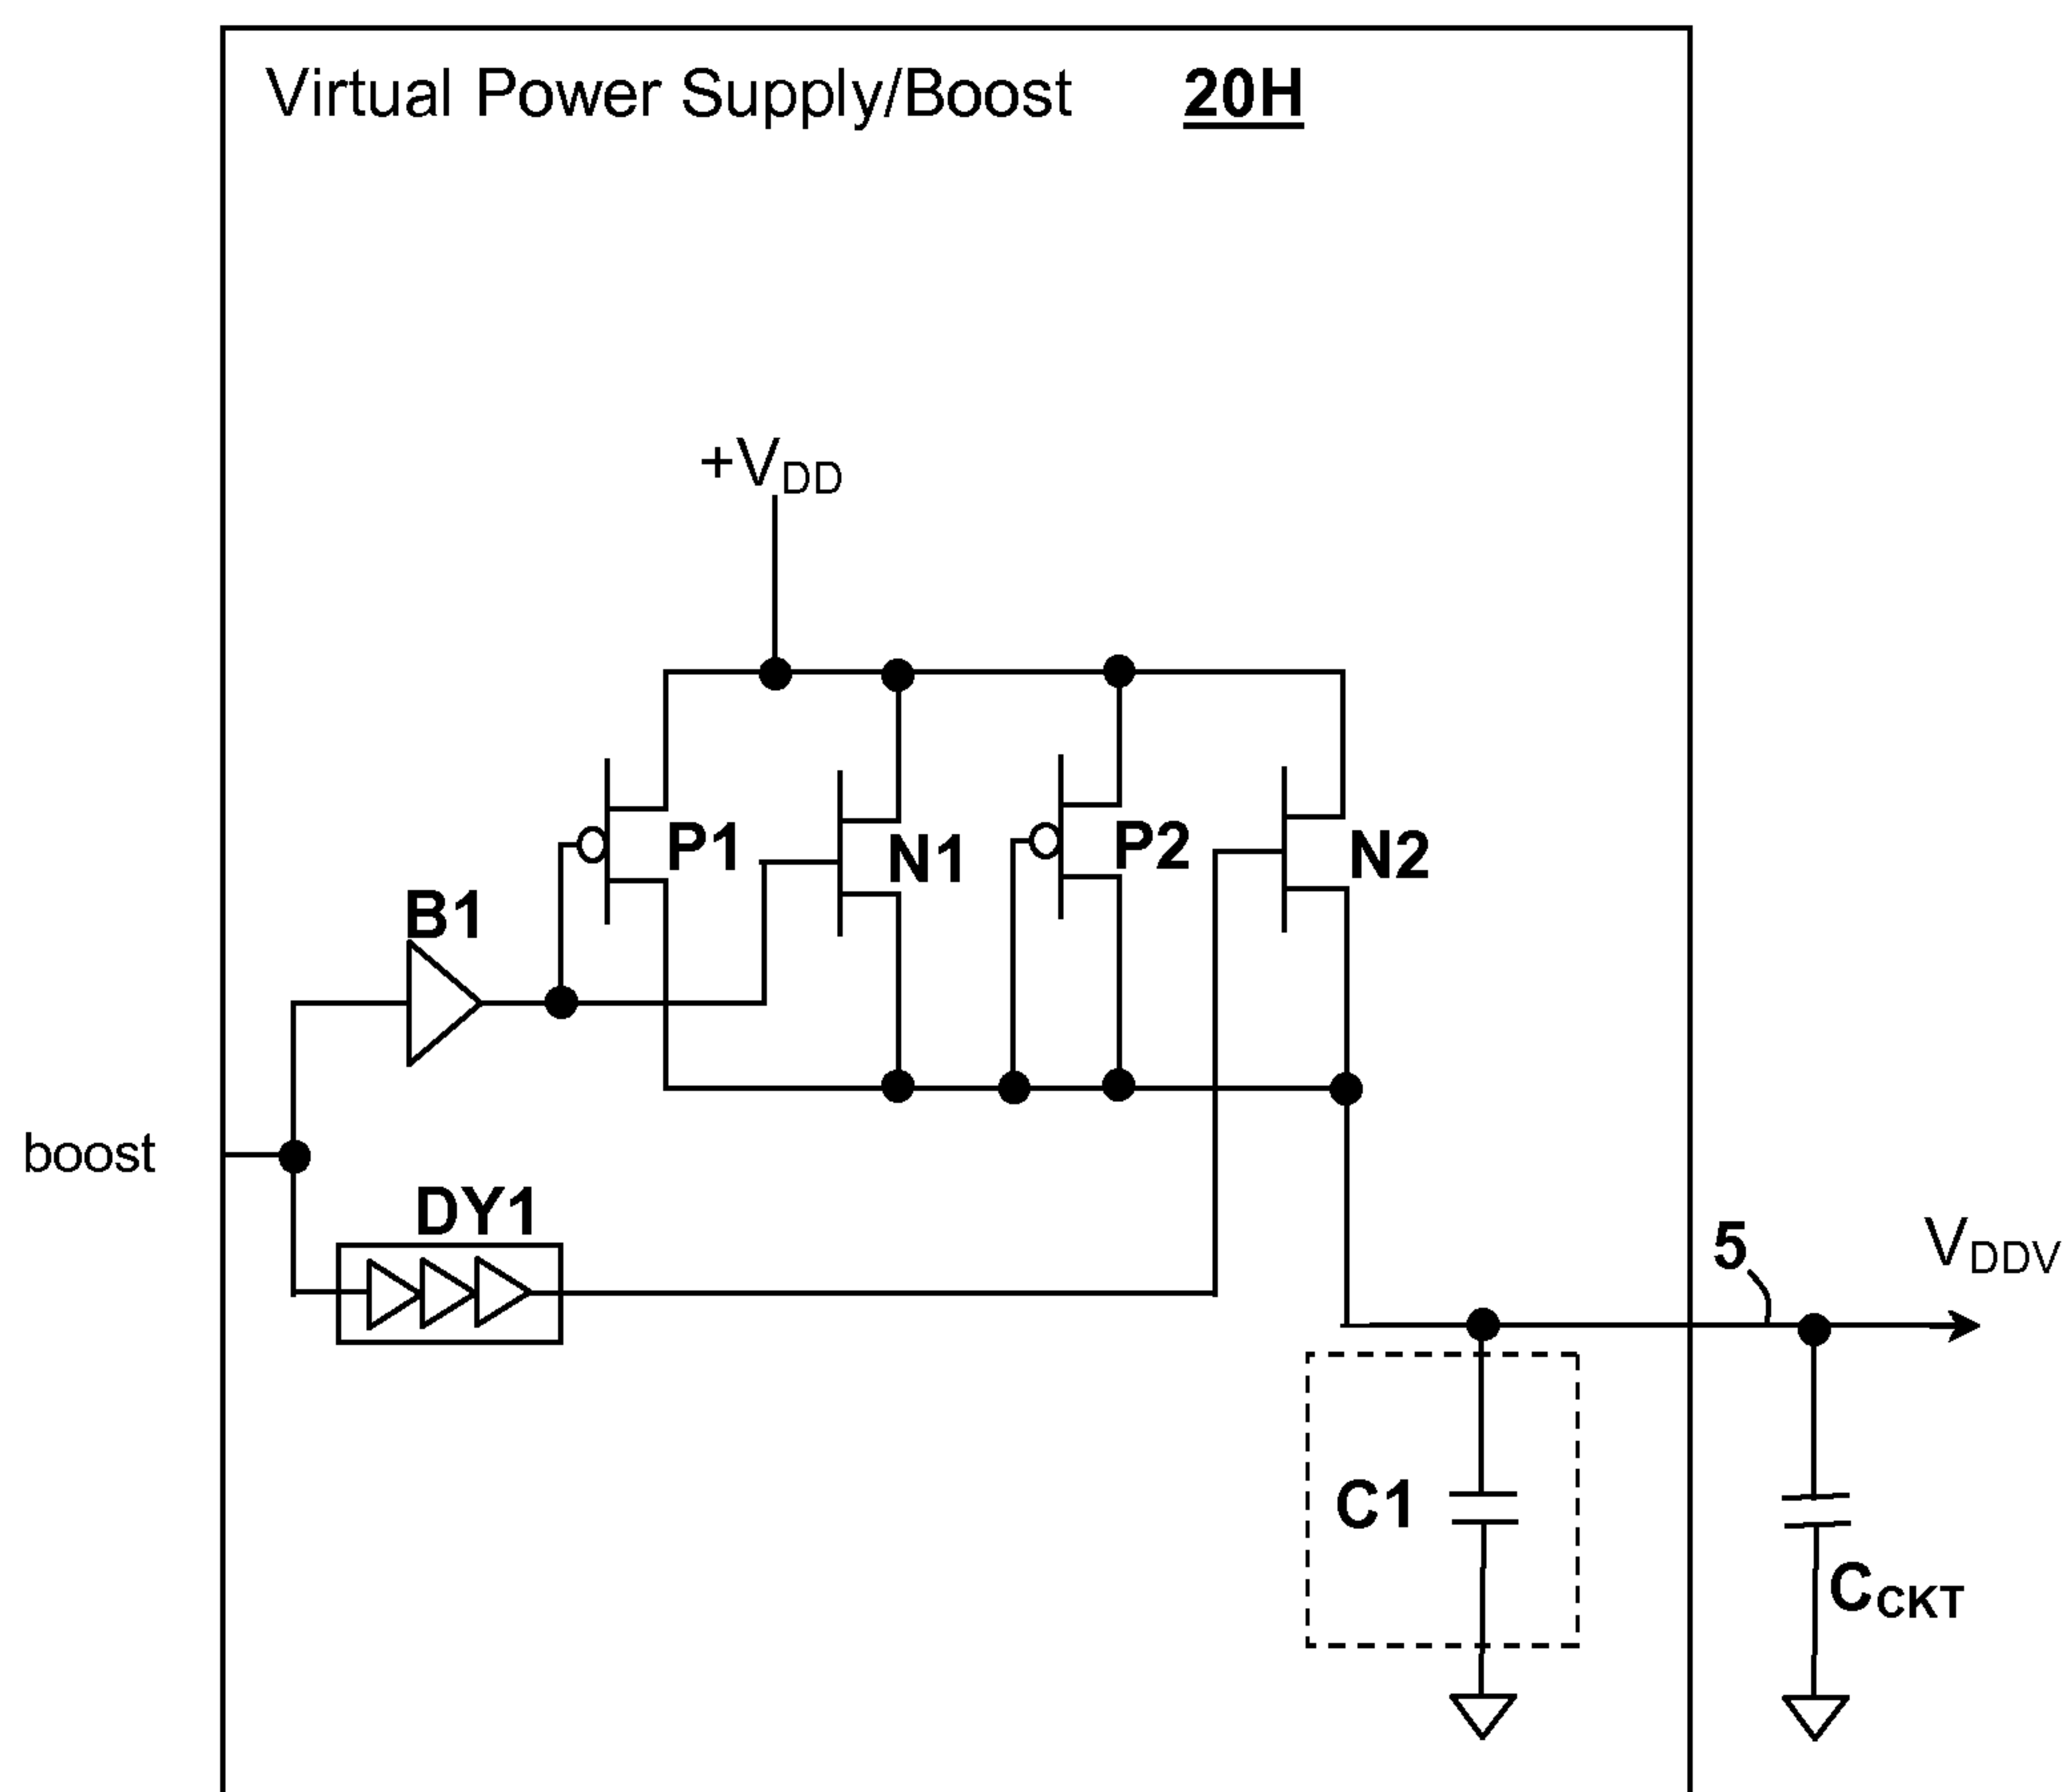 Virtual Power Supply/Boost 20H
+VDD
P1
N1
P2
N2
B1
boost
DY1
5
VDDV
C1
CCKT